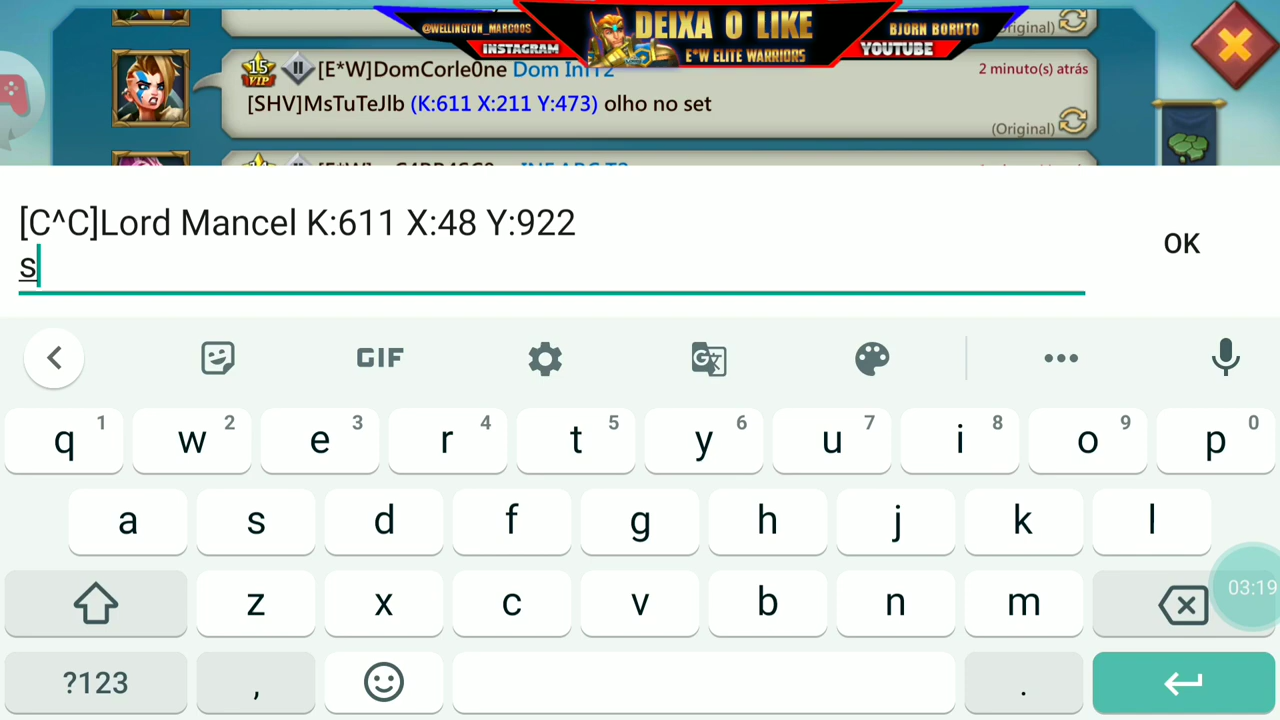 @WELLINGTON_MARCOOS
INSTAGRAM
DEIXA O LIKE
E*W ELITE WARRIORS
BJORN BORUTO
YOUTUBE
15
VIP
[E*W]DomCorle0ne Dom Inf12
2 minuto(s) atrás
[SHV]MsTuTeJlb (K:611 X:211 Y:473) olho no set
(Original)
[C^C]Lord Mancel K:611 X:48 Y:922
s
OK
GIF
q 1 w 2 e 3 r 4 t 5 y 6 u 7 i 8 o 9 p 0
a s d f g h j k l
z x c v b n m
03:19
?123 , .